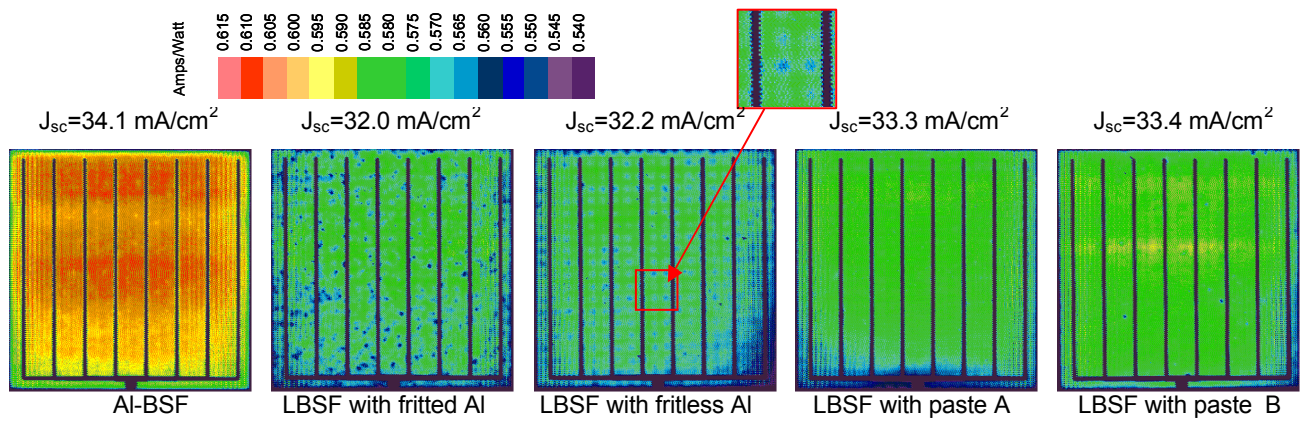 Amps/Watt
0.615
0.610
0.605
0.600
0.595
0.590
0.585
0.580
0.575
0.570
0.565
0.560
0.555
0.550
0.545
0.540
Jsc=34.1 mA/cm²
Jsc=32.0 mA/cm²
Jsc=32.2 mA/cm²
Jsc=33.3 mA/cm²
Jsc=33.4 mA/cm²
Al-BSF
LBSF with fritted Al
LBSF with fritless Al
LBSF with paste A
LBSF with paste B